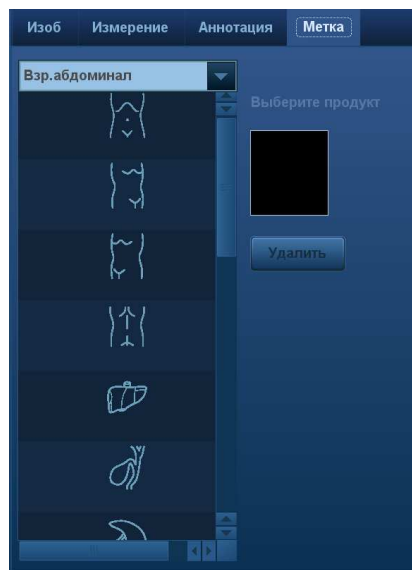 Изоб Измерение Аннотация Метка
Взр.абдоминал
Выберите продукт
Удалить